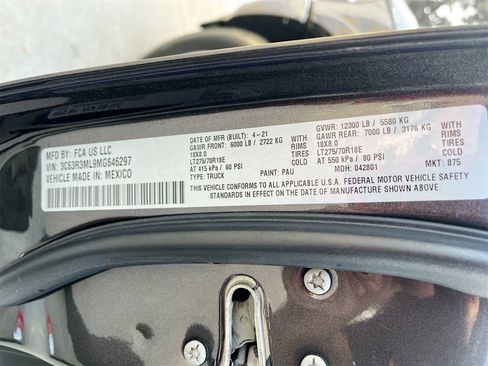 MFD BY: FCA US LLC
VIN: 3C63R3ML9MG646297
VEHICLE MADE IN: MEXICO
DATE OF MFR (BUILT): 4-21
GAWR FRONT: 6000 LB / 2722 KG
18X8.0
LT275/70R18E
AT 415 kPa / 60 PSI
TYPE: TRUCK
WITH
RIMS
TIRES
COLD
PAINT: PAU
GVWR: 12300 LB / 5580 KG
GAWR REAR: 7000 LB / 3176 KG
18X8.0
LT275/70R18E
AT 550 kPa / 80 PSI
MDH: 042801
WITH
RIMS
TIRES
COLD
MKT: B75
THIS VEHICLE CONFORMS TO ALL APPLICABLE U.S.A. FEDERAL MOTOR VEHICLE SAFETY
STANDARDS IN EFFECT ON THE DATE OF MANUFACTURE SHOWN ABOVE.